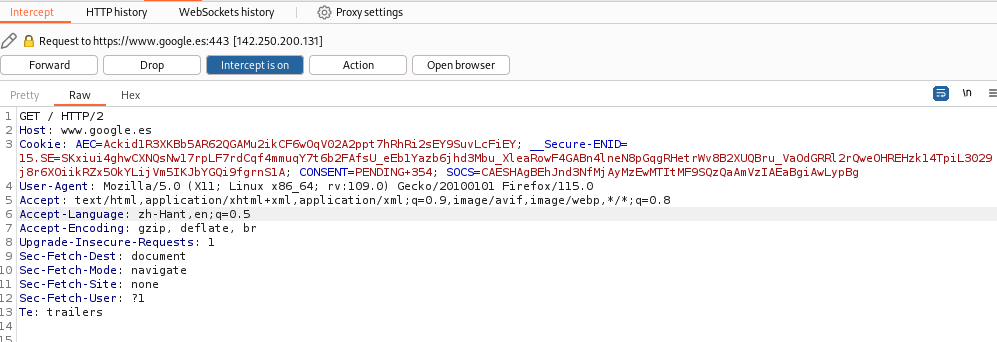 Intercept HTTP history WebSockets history Proxy settings
Request to https://www.google.es:443 [142.250.200.131]
Forward Drop Intercept is on Action Open browser
Pretty Raw Hex \n
1 GET / HTTP/2
2 Host: www.google.es
3 Cookie: AEC=Ackid1R3XKBb5AR62QGAMu2ikCF6wOqV02A2ppt7hRhRi2sEY9SuvLcFiEY; __Secure-ENID=
15.SE=SKxiui4ghwCXNQsNwl7rpLF7rdCqf4mmuqY7t6b2FAfsU_eEb1Yazb6jhd3Mbu_XleaRowF4GABn4lneN8pGqgRHetrWv8B2XUQBru_VaOdGRRl2rQweOHREHzk14TpiL3O29
j8r6XOiikRZx5OkYLijVm5IKJbYGQi9fgrnS1A; CONSENT=PENDING+354; SOCS=CAESHAgBEhJnd3NfMjAyMzEwMTItMF9SQzQaAmVzIAEaBgiAwLypBg
4 User-Agent: Mozilla/5.0 (X11; Linux x86_64; rv:109.0) Gecko/20100101 Firefox/115.0
5 Accept: text/html,application/xhtml+xml,application/xml;q=0.9,image/avif,image/webp,*/*;q=0.8
6 Accept-Language: zh-Hant,en;q=0.5
7 Accept-Encoding: gzip, deflate, br
8 Upgrade-Insecure-Requests: 1
9 Sec-Fetch-Dest: document
10 Sec-Fetch-Mode: navigate
11 Sec-Fetch-Site: none
12 Sec-Fetch-User: ?1
13 Te: trailers
14
15